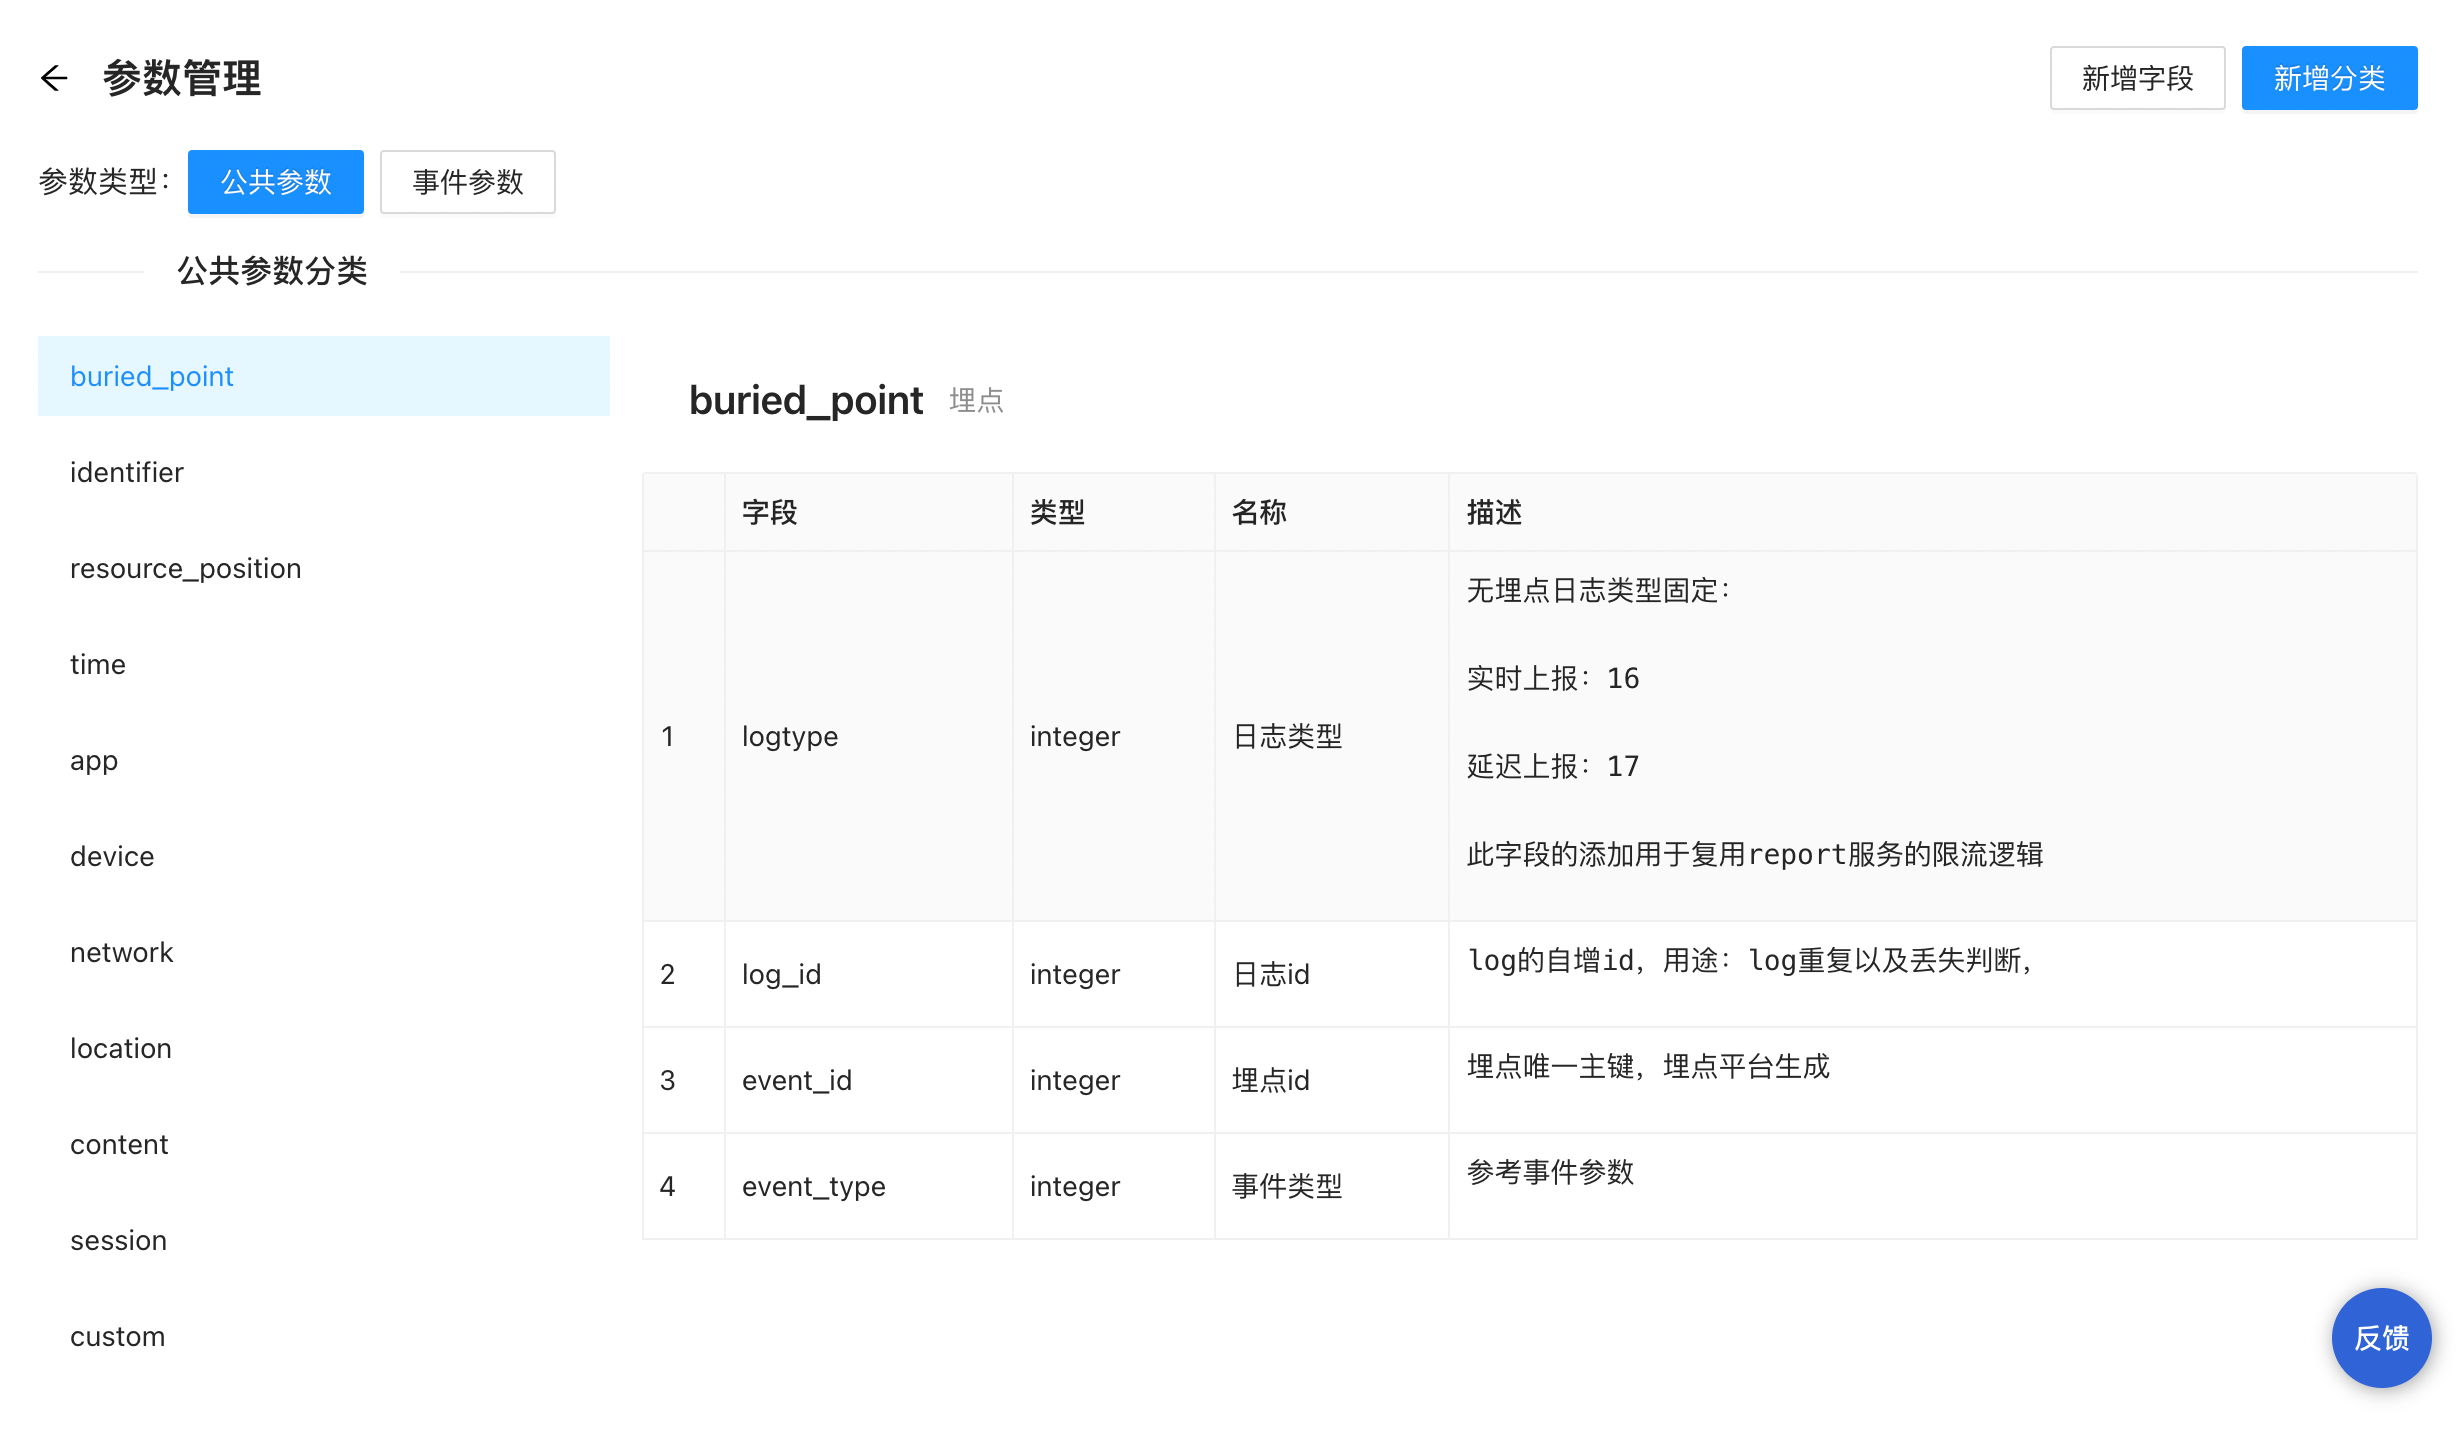 参数管理
新增字段
新增分类
参数类型：
公共参数
事件参数
公共参数分类
buried_point
identifier
resource_position
time
app
device
network
location
content
session
custom
buried_point 埋点
字段 类型 名称 描述
1 logtype integer 日志类型
无埋点日志类型固定：
实时上报：16
延迟上报：17
此字段的添加用于复用report服务的限流逻辑
2 log_id integer 日志id log的自增id，用途：log重复以及丢失判断，
3 event_id integer 埋点id 埋点唯一主键，埋点平台生成
4 event_type integer 事件类型 参考事件参数
反馈